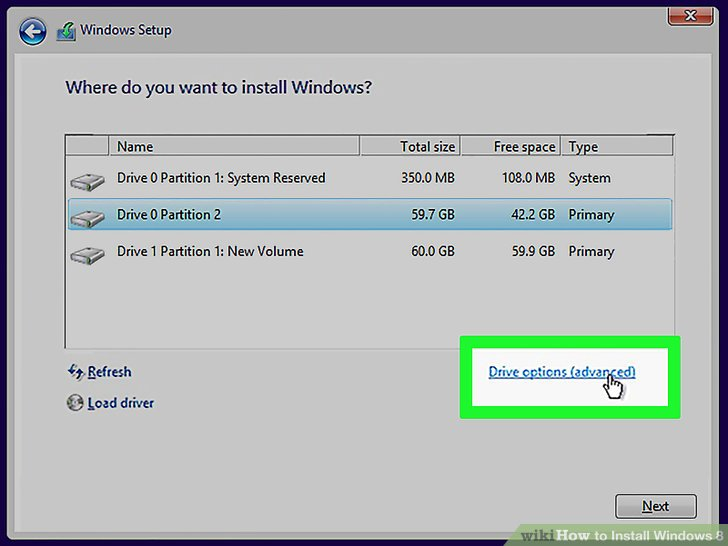 Windows Setup
Where do you want to install Windows?
Name Total size Free space Type
Drive 0 Partition 1: System Reserved 350.0 MB 108.0 MB System
Drive 0 Partition 2 59.7 GB 42.2 GB Primary
Drive 1 Partition 1: New Volume 60.0 GB 59.9 GB Primary
Refresh Drive options (advanced)
Load driver
Next
wikiHow to Install Windows 8